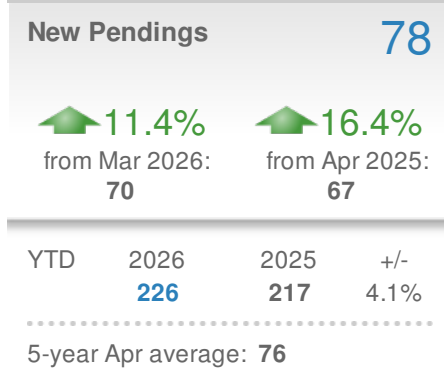 New Pendings 78
11.4% 16.4%
from Mar 2026: from Apr 2025:
70 67
YTD 2026 2025 +/-
226 217 4.1%
5-year Apr average: 76